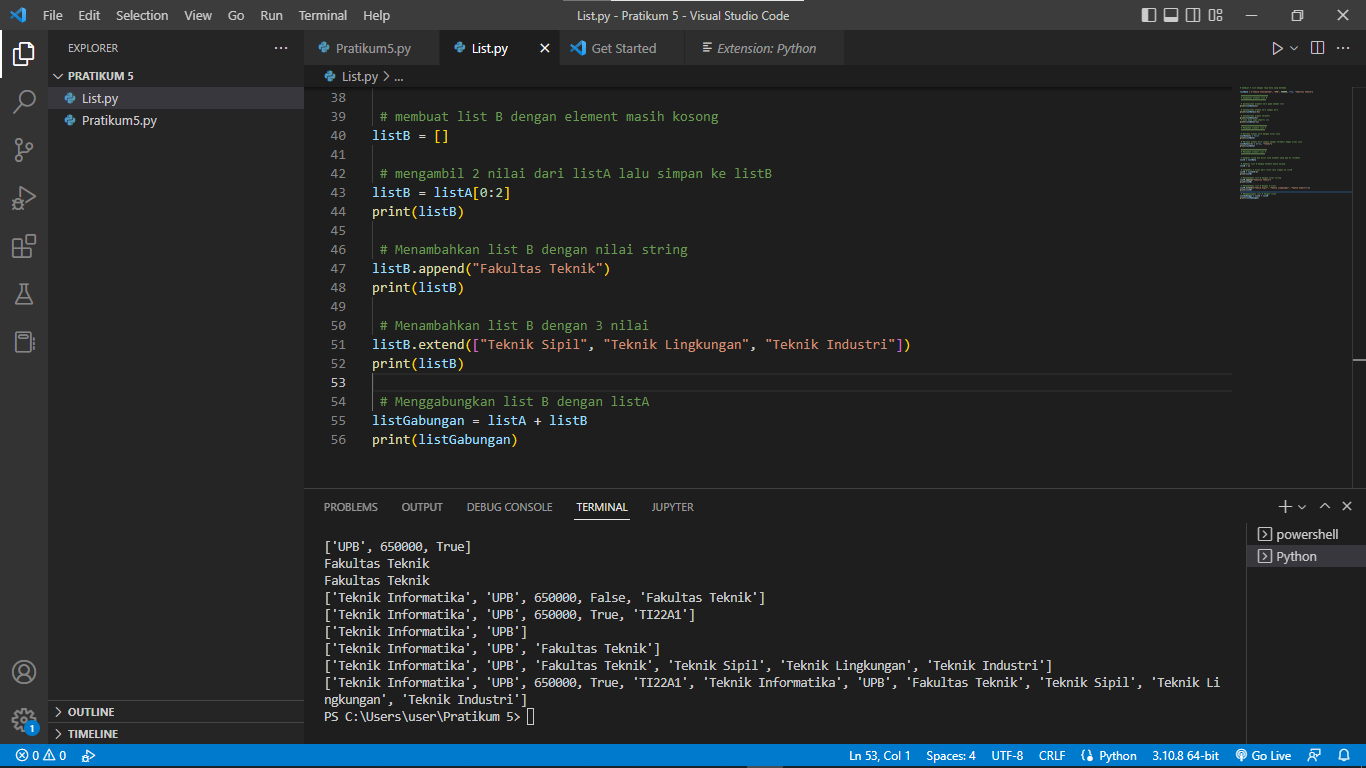 File Edit Selection View Go Run Terminal Help List.py - Pratikum 5 - Visual Studio Code
EXPLORER
PRATIKUM 5
List.py
Pratikum5.py
OUTLINE
TIMELINE
Pratikum5.py List.py Get Started Extension: Python
List.py > ...
38
39 # membuat list B dengan element masih kosong
40 listB = []
41
42 # mengambil 2 nilai dari listA lalu simpan ke listB
43 listB = listA[0:2]
44 print(listB)
45
46 # Menambahkan list B dengan nilai string
47 listB.append("Fakultas Teknik")
48 print(listB)
49
50 # Menambahkan list B dengan 3 nilai
51 listB.extend(["Teknik Sipil", "Teknik Lingkungan", "Teknik Industri"])
52 print(listB)
53
54 # Menggabungkan list B dengan listA
55 listGabungan = listA + listB
56 print(listGabungan)
PROBLEMS OUTPUT DEBUG CONSOLE TERMINAL JUPYTER
['UPB', 650000, True]
Fakultas Teknik
Fakultas Teknik
['Teknik Informatika', 'UPB', 650000, False, 'Fakultas Teknik']
['Teknik Informatika', 'UPB', 650000, True, 'TI22A1']
['Teknik Informatika', 'UPB']
['Teknik Informatika', 'UPB', 'Fakultas Teknik']
['Teknik Informatika', 'UPB', 'Fakultas Teknik', 'Teknik Sipil', 'Teknik Lingkungan', 'Teknik Industri']
['Teknik Informatika', 'UPB', 650000, True, 'TI22A1', 'Teknik Informatika', 'UPB', 'Fakultas Teknik', 'Teknik Sipil', 'Teknik Li
ngkungan', 'Teknik Industri']
PS C:\Users\user\Pratikum 5>
powershell
Python
1
0 0 Ln 53, Col 1 Spaces: 4 UTF-8 CRLF Python 3.10.8 64-bit Go Live